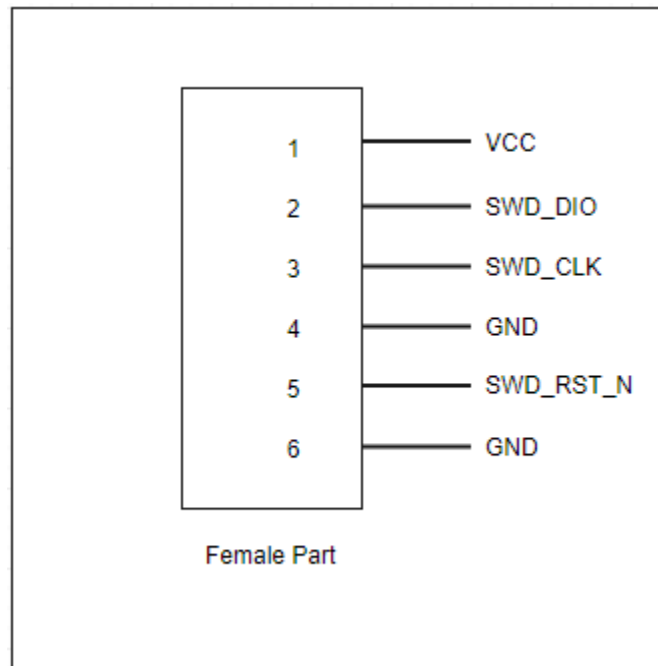 1 VCC
2 SWD_DIO
3 SWD_CLK
4 GND
5 SWD_RST_N
6 GND
Female Part